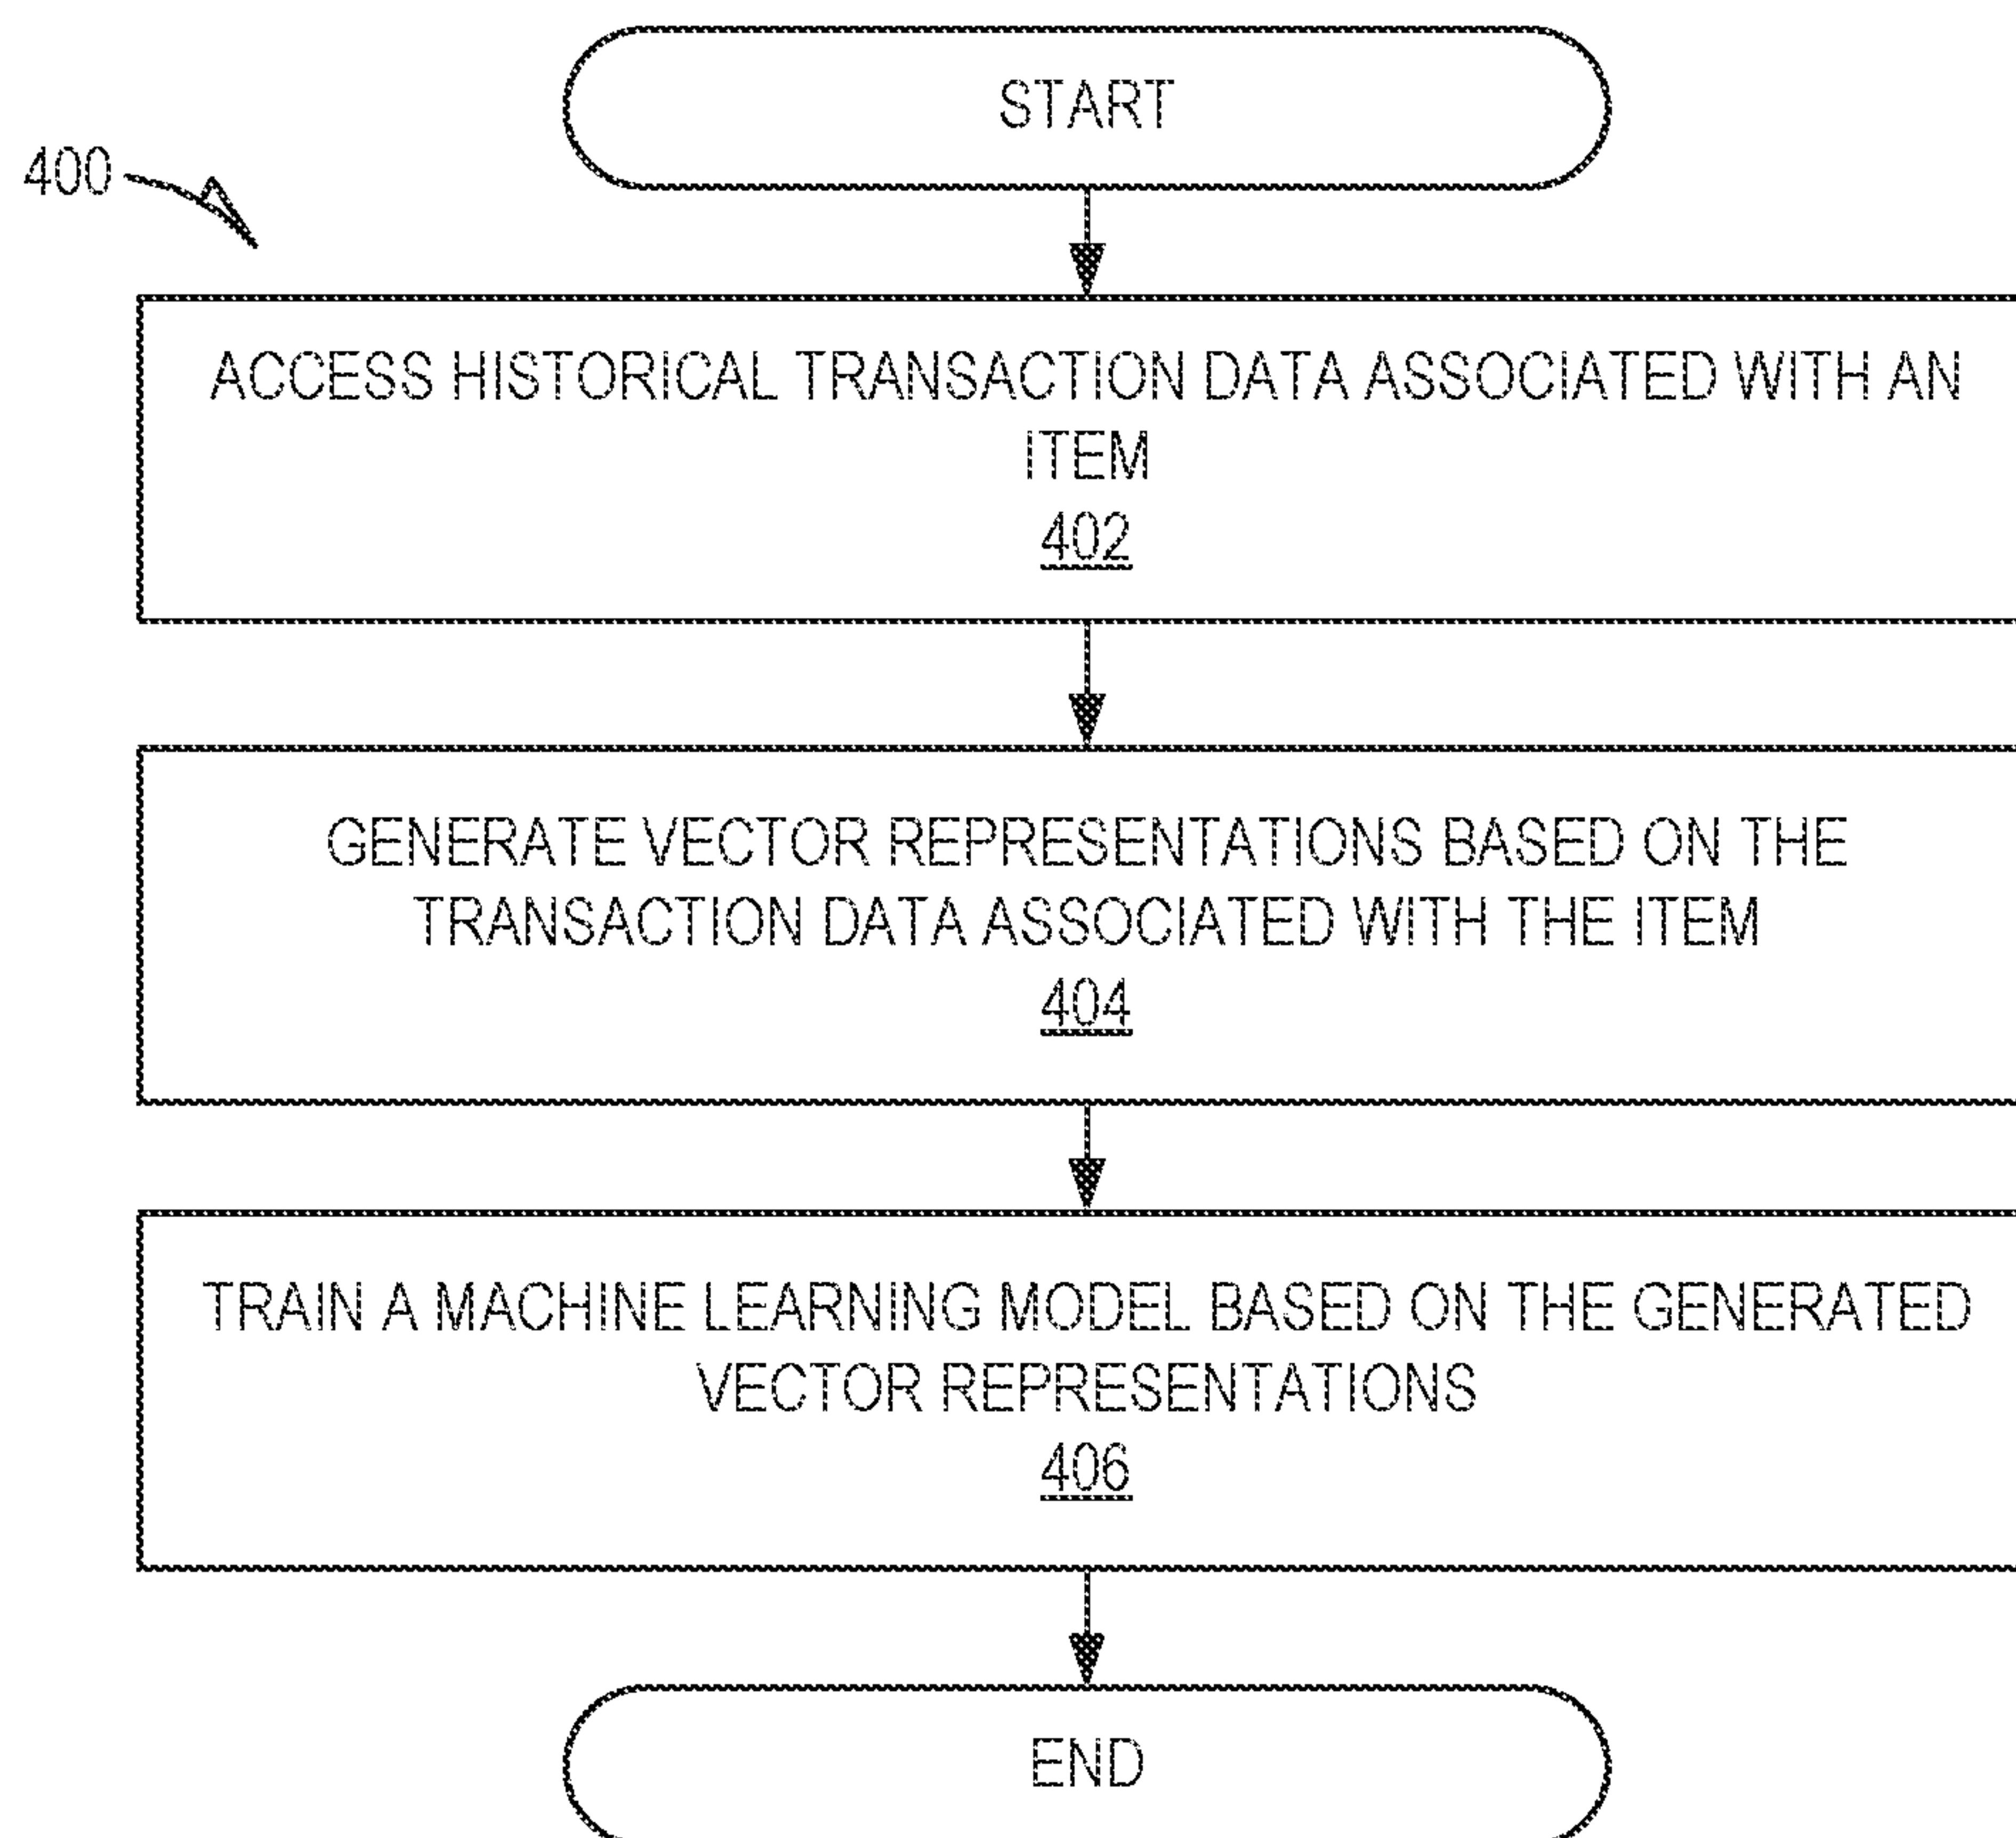 START
400
ACCESS HISTORICAL TRANSACTION DATA ASSOCIATED WITH AN
ITEM
402
GENERATE VECTOR REPRESENTATIONS BASED ON THE
TRANSACTION DATA ASSOCIATED WITH THE ITEM
404
TRAIN A MACHINE LEARNING MODEL BASED ON THE GENERATED
VECTOR REPRESENTATIONS
406
END